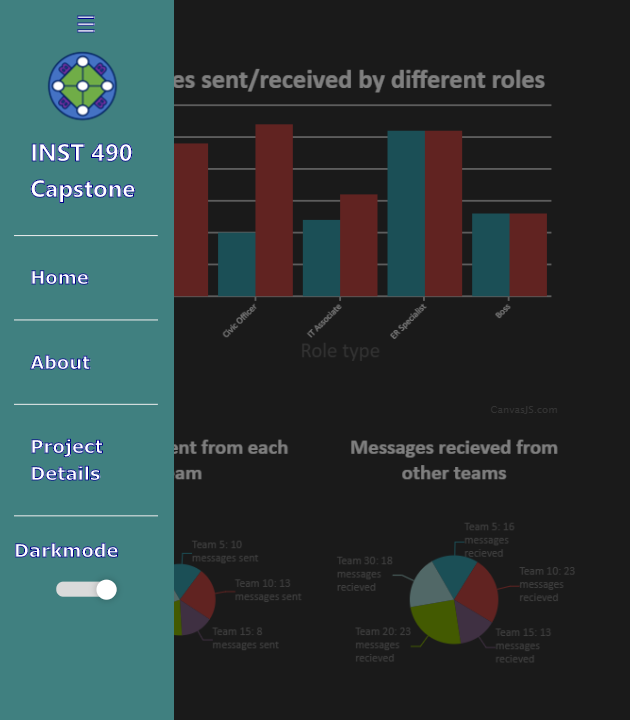 INST 490
Capstone
Home
About
Project
Details
Darkmode
sent/received by different roles
Civic Officer
IT Associate
ER Specialist
Boss
Role type
CanvasJS.com
from each
Messages recieved from
other teams
Team 5: 10
messages sent
Team 10: 13
messages sent
Team 15: 8
messages sent
Team 5: 16
messages
recieved
Team 30: 18
messages
recieved
Team 10: 23
messages
recieved
Team 20: 23
messages
recieved
Team 15: 13
messages
recieved